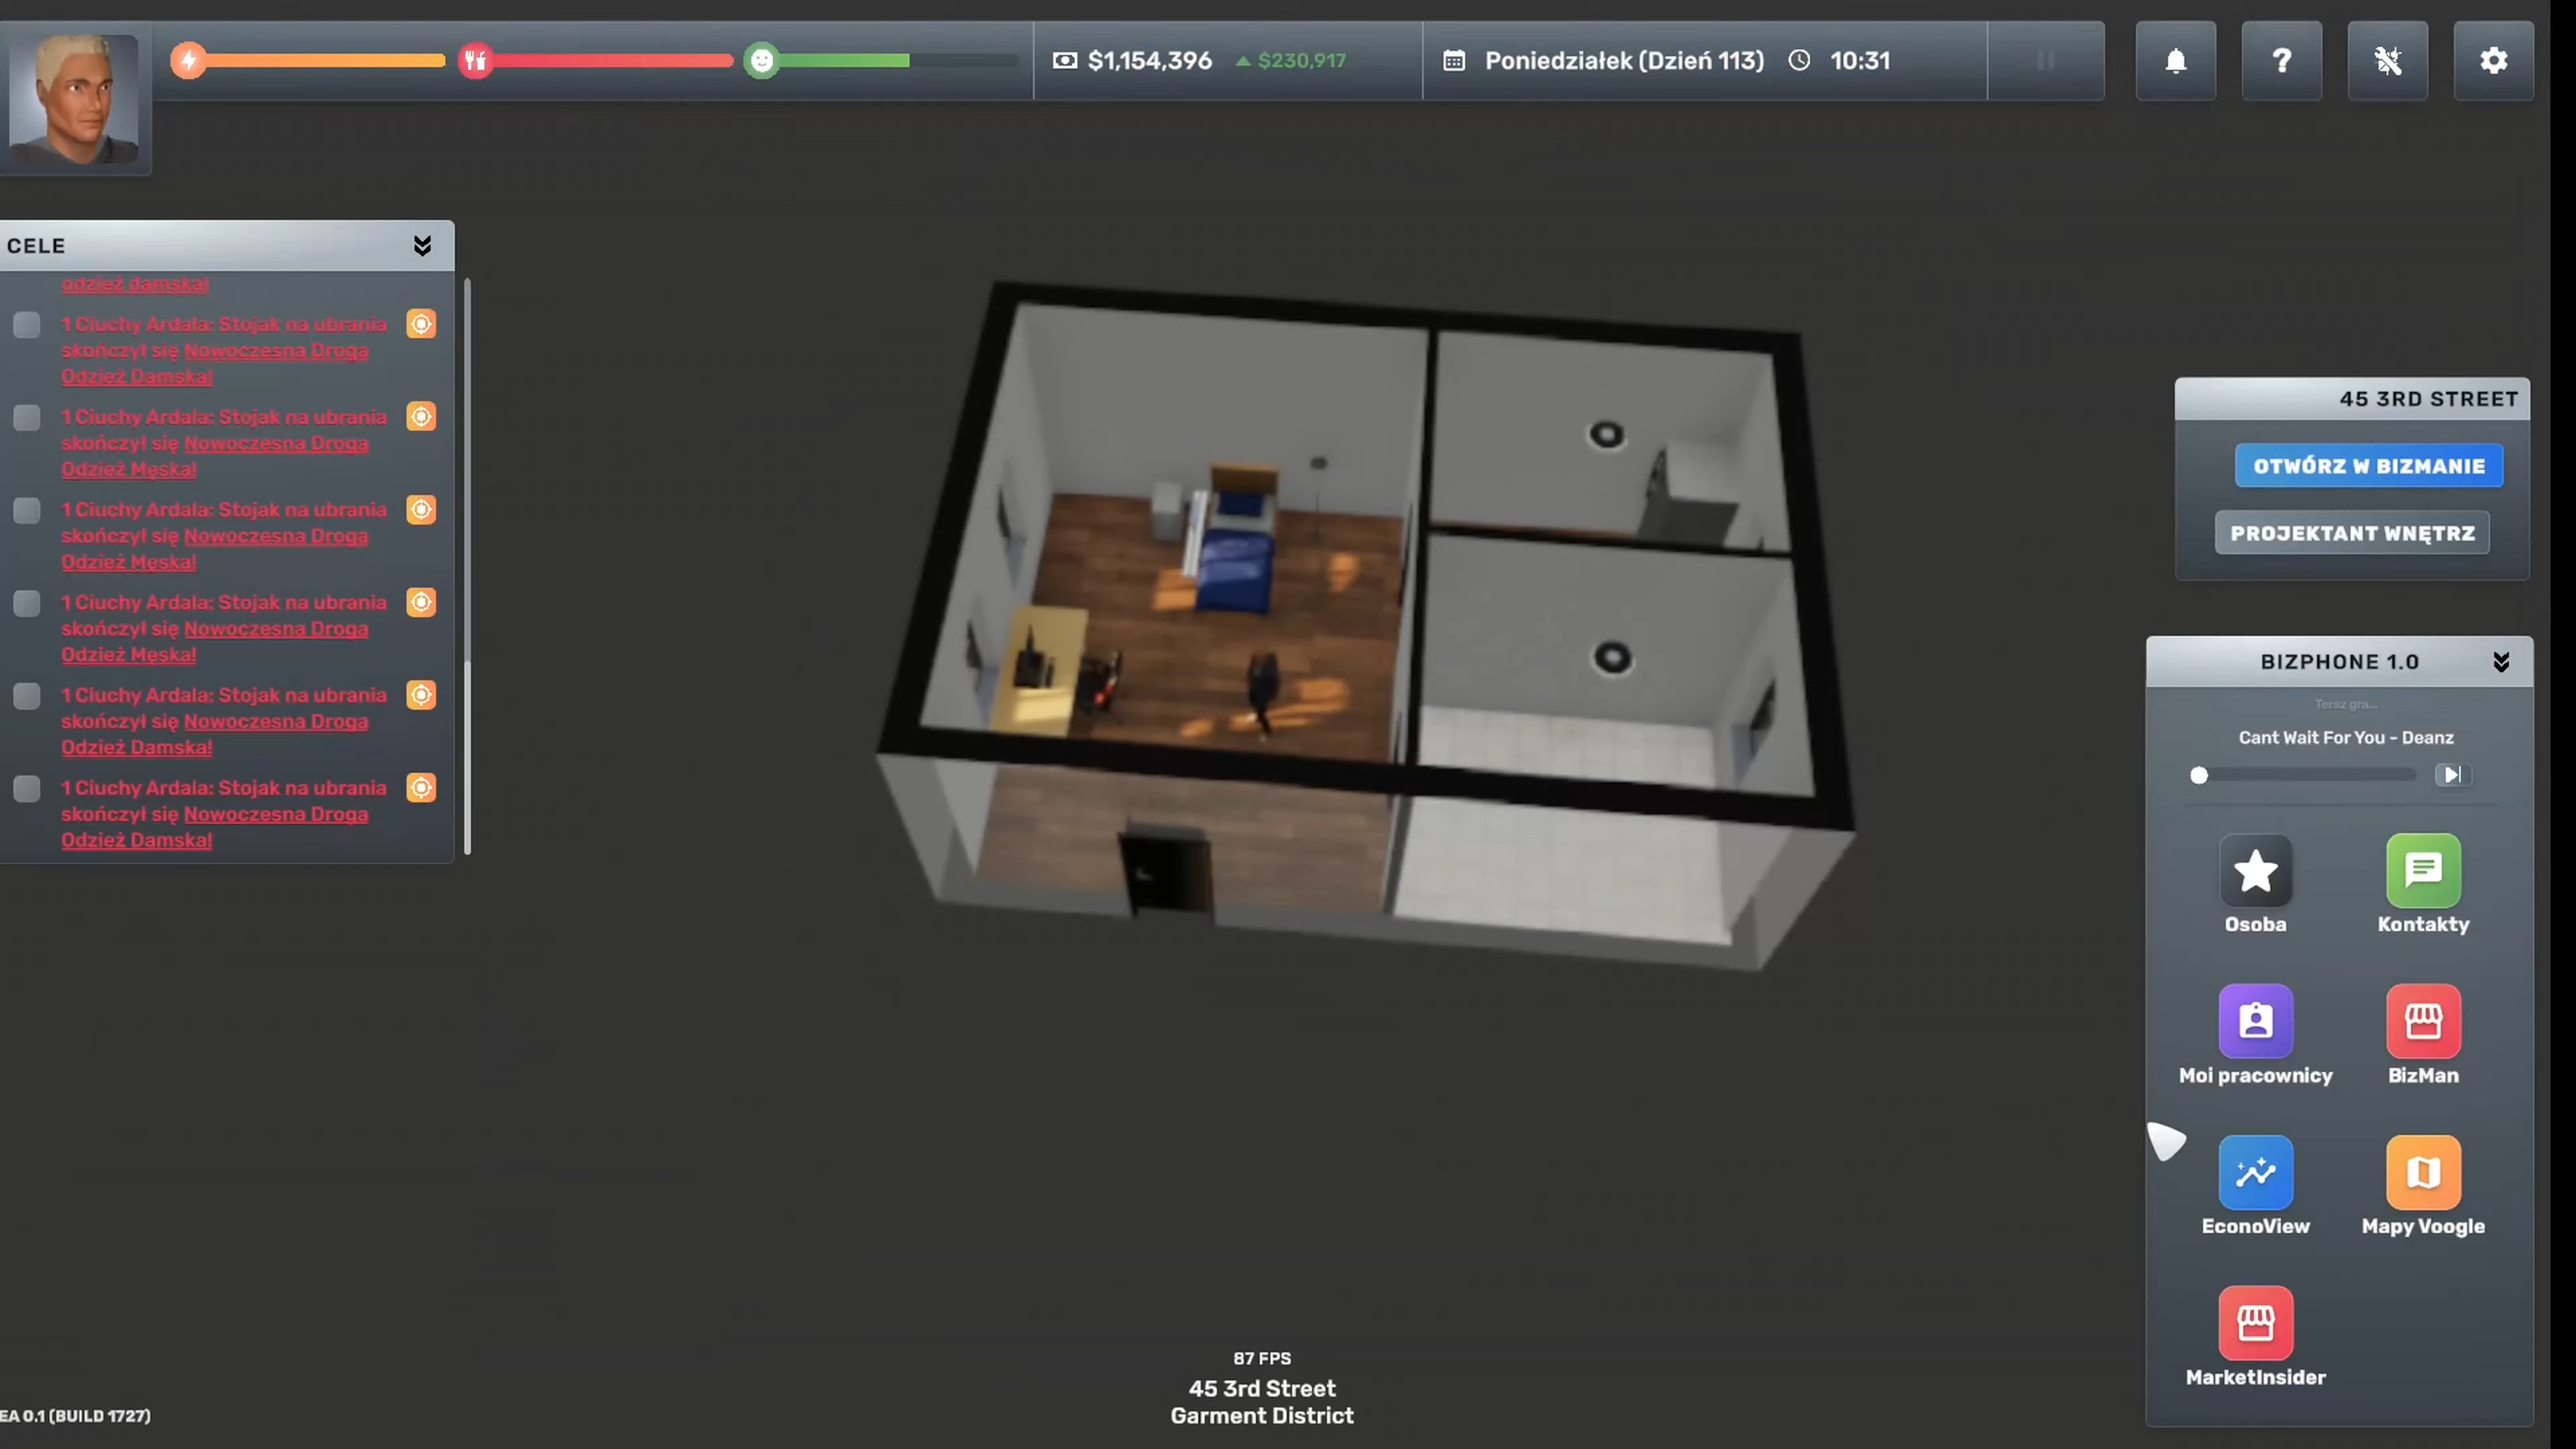 $1,154,396 $230,917 Poniedziałek (Dzień 113) 10:31
?
CELE
odzież damska!
1 Ciuchy Ardala: Stojak na ubrania
skończył się Nowoczesna Droga
Odzież Damska!
1 Ciuchy Ardala: Stojak na ubrania
skończył się Nowoczesna Droga
Odzież Męska!
1 Ciuchy Ardala: Stojak na ubrania
skończył się Nowoczesna Droga
Odzież Męska!
1 Ciuchy Ardala: Stojak na ubrania
skończył się Nowoczesna Droga
Odzież Męska!
1 Ciuchy Ardala: Stojak na ubrania
skończył się Nowoczesna Droga
Odzież Damska!
1 Ciuchy Ardala: Stojak na ubrania
skończył się Nowoczesna Droga
Odzież Damska!
45 3RD STREET
OTWÓRZ W BIZMANIE
PROJEKTANT WNĘTRZ
BIZPHONE 1.0
Teraz gra...
Cant Wait For You - Deanz
Osoba Kontakty
Moi pracownicy BizMan
EconoView Mapy Voogle
MarketInsider
87 FPS
45 3rd Street
Garment District
EA 0.1 (BUILD 1727)